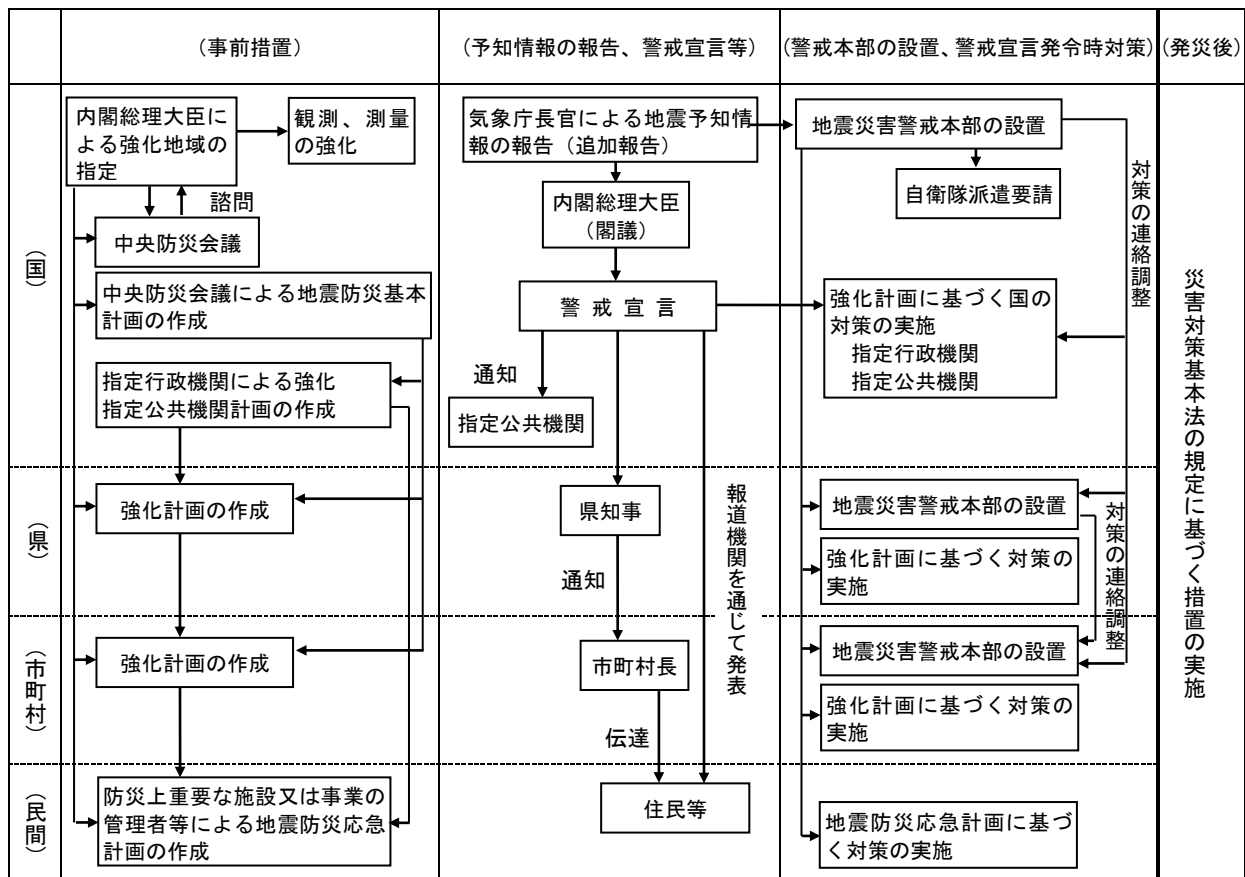 （事前措置）
（予知情報の報告、警戒宣言等）
（警戒本部の設置、警戒宣言発令時対策）
（発災後）
（国）
内閣総理大臣に
よる強化地域の
指定
観測、測量
の強化
諮問
中央防災会議
中央防災会議による地震防災基本
計画の作成
指定行政機関による強化
指定公共機関計画の作成
気象庁長官による地震予知情
報の報告（追加報告）
内閣総理大臣
（閣議）
警戒宣言
通知
指定公共機関
地震災害警戒本部の設置
自衛隊派遣要請
対策の連絡調整
強化計画に基づく国の
対策の実施
指定行政機関
指定公共機関
（県）
強化計画の作成
県知事
通知
報道機関を通じて発表
地震災害警戒本部の設置
強化計画に基づく対策の
実施
対策の連絡調整
（市町村）
強化計画の作成
市町村長
伝達
地震災害警戒本部の設置
強化計画に基づく対策の
実施
（民間）
防災上重要な施設又は事業の
管理者等による地震防災応急
計画の作成
住民等
地震防災応急計画に基づ
く対策の実施
災害対策基本法の規定に基づく措置の実施